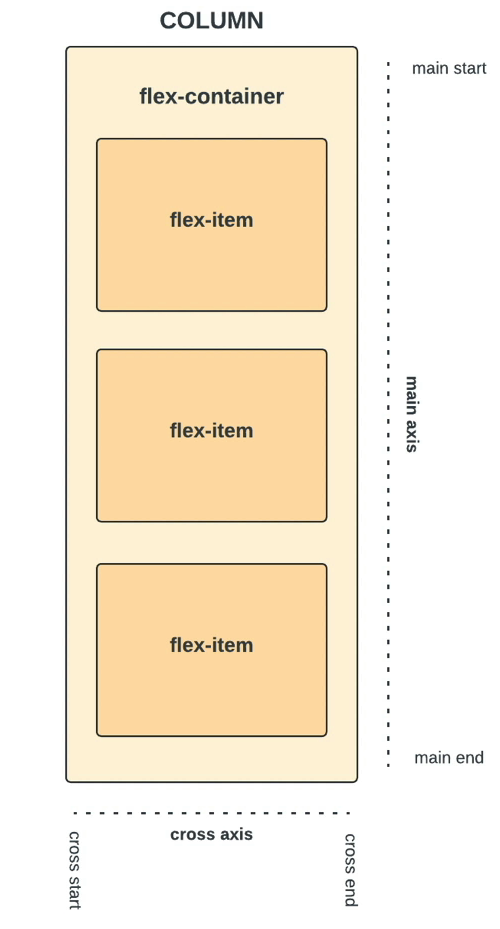 COLUMN
main start
flex-container
flex-item
main axis
flex-item
flex-item
main end
cross axis
cross start
cross end